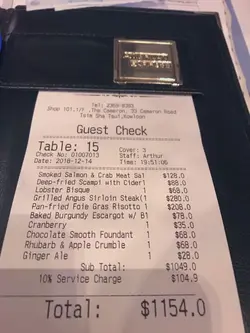 Tel: 2369-8383
Shop 101,1/F ,The Cameron, 33 Cameron Road
Tsim Sha Tsui,Kowloon
Guest Check
Table: 15 Cover: 3
Check No: 01007013 Staff: Arthur
Date: 2018-12-14 Time: 19:51:06
Smoked Salmon & Crab Meat Sal $128.0
Deep-fried Scampi with Cider1 $88.0
Lobster Bisque 1 $68.0
Grilled Angus Sirloin Steak(1 $280.0
Pan-fried Foie Gras Risotto 1 $208.0
Baked Burgundy Escargot w/ B1 $78.0
Cranberry 1 $35.0
Chocolate Smooth Foundant 1 $68.0
Rhubarb & Apple Crumble 1 $68.0
Ginger Ale 1 $28.0
Sub Total: $1049.0
10% Service Charge $104.9
Total: $1154.0